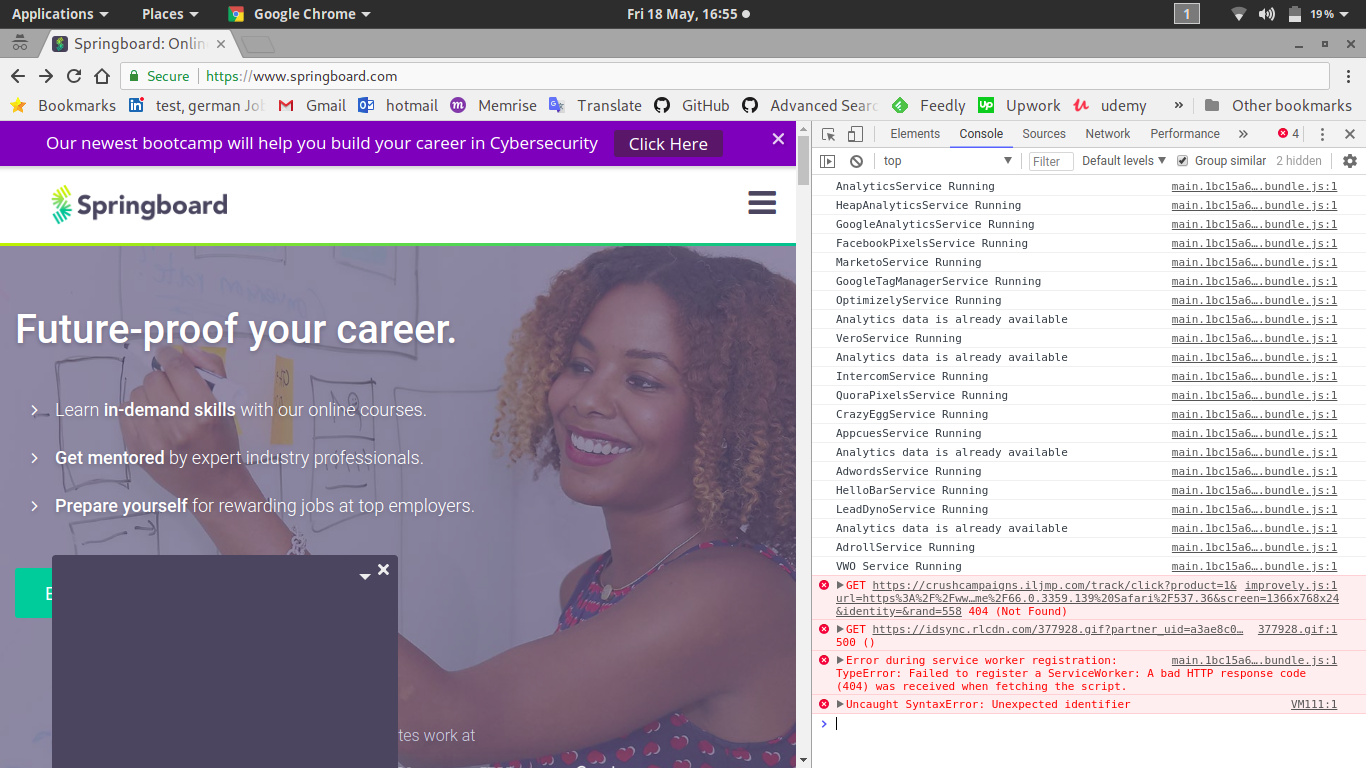 Applications Places Google Chrome Fri 18 May, 16:55 1 19%
Springboard: Onlin
Secure https://www.springboard.com
Bookmarks test, german Jo Gmail hotmail Memrise Translate GitHub Advanced Sear Feedly Upwork udemy » Other bookmarks
Our newest bootcamp will help you build your career in Cybersecurity Click Here
Springboard
Future-proof your career.
Learn in-demand skills with our online courses.
Get mentored by expert industry professionals.
Prepare yourself for rewarding jobs at top employers.
E
tes work at
Elements Console Sources Network Performance » 4
top Filter Default levels Group similar 2 hidden
AnalyticsService Running main.1bc15a6….bundle.js:1
HeapAnalyticsService Running main.1bc15a6….bundle.js:1
GoogleAnalyticsService Running main.1bc15a6….bundle.js:1
FacebookPixelsService Running main.1bc15a6….bundle.js:1
MarketoService Running main.1bc15a6….bundle.js:1
GoogleTagManagerService Running main.1bc15a6….bundle.js:1
OptimizelyService Running main.1bc15a6….bundle.js:1
Analytics data is already available main.1bc15a6….bundle.js:1
VeroService Running main.1bc15a6….bundle.js:1
Analytics data is already available main.1bc15a6….bundle.js:1
IntercomService Running main.1bc15a6….bundle.js:1
QuoraPixelsService Running main.1bc15a6….bundle.js:1
CrazyEggService Running main.1bc15a6….bundle.js:1
AppcuesService Running main.1bc15a6….bundle.js:1
Analytics data is already available main.1bc15a6….bundle.js:1
AdwordsService Running main.1bc15a6….bundle.js:1
HelloBarService Running main.1bc15a6….bundle.js:1
LeadDynoService Running main.1bc15a6….bundle.js:1
Analytics data is already available main.1bc15a6….bundle.js:1
AdrollService Running main.1bc15a6….bundle.js:1
VWO Service Running main.1bc15a6….bundle.js:1
GET https://crushcampaigns.iljmp.com/track/click?product=1& improvely.js:1
url=https%3A%2F%2Fww…me%2F66.0.3359.139%20Safari%2F537.36&screen=1366x768x24
&identity=&rand=558 404 (Not Found)
GET https://idsync.rlcdn.com/377928.gif?partner_uid=a3ae8c0… 377928.gif:1
500 ()
Error during service worker registration: main.1bc15a6….bundle.js:1
TypeError: Failed to register a ServiceWorker: A bad HTTP response code
(404) was received when fetching the script.
Uncaught SyntaxError: Unexpected identifier VM111:1